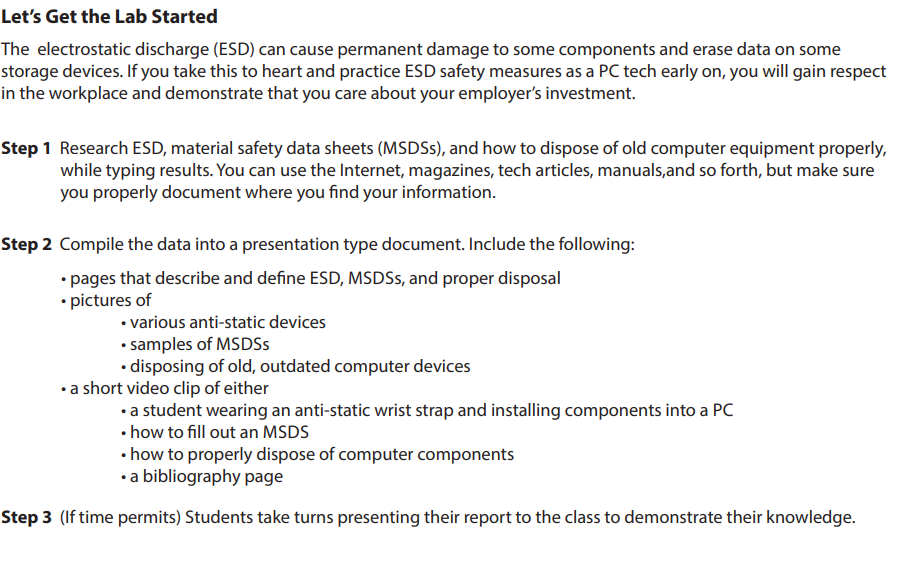 Let's Get the Lab Started
The electrostatic discharge (ESD) can cause permanent damage to some components and erase data on some
storage devices. If you take this to heart and practice ESD safety measures as a PC tech early on, you will gain respect
in the workplace and demonstrate that you care about your employer's investment.
Step 1 Research ESD, material safety data sheets (MSDSs), and how to dispose of old computer equipment properly,
while typing results. You can use the Internet, magazines, tech articles, manuals,and so forth, but make sure
you properly document where you find your information.
Step 2 Compile the data into a presentation type document. Include the following:
• pages that describe and define ESD, MSDSs, and proper disposal
• pictures of
• various anti-static devices
• samples of MSDSs
• disposing of old, outdated computer devices
• a short video clip of either
• a student wearing an anti-static wrist strap and installing components into a PC
• how to fill out an MSDS
• how to properly dispose of computer components
• a bibliography page
Step 3 (If time permits) Students take turns presenting their report to the class to demonstrate their knowledge.